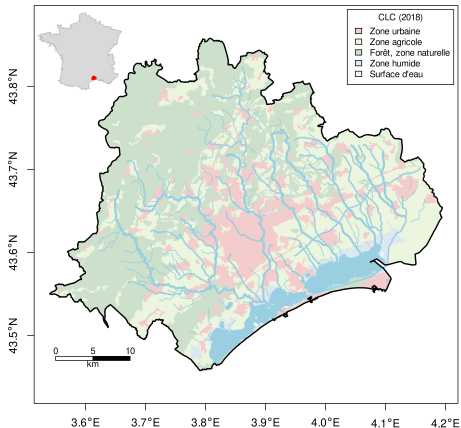 CLC (2018)
Zone urbaine
Zone agricole
Forêt, zone naturelle
Zone humide
Surface d'eau
43.8°N
43.7°N
43.6°N
43.5°N
0 5 10
km
3.6°E 3.7°E 3.8°E 3.9°E 4.0°E 4.1°E 4.2°E